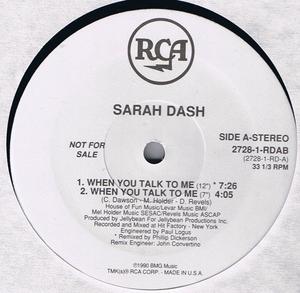 RCA
SARAH DASH
NOT FOR
SALE
SIDE A-STEREO
2728-1-RDAB
(2728-1-RD-A)
33 1/3 RPM
1. WHEN YOU TALK TO ME (12") * 7:26
2. WHEN YOU TALK TO ME (7") 4:05
(C. Dawson - M. Holder - D. Revels)
House of Fun Music/Levar Music BMI/
Mel Holder Music SESAC/Revels Music ASCAP
Produced by Jellybean for Jellybean Productions Inc.
Recorded and Mixed at Hit Factory - New York
Engineered by Paul Logus
* Remixed by Phillip Dickerson
Remix Engineer: John Convertino
℗©1990 BMG Music
TMK(s)® RCA CORP. - MADE IN U.S.A.